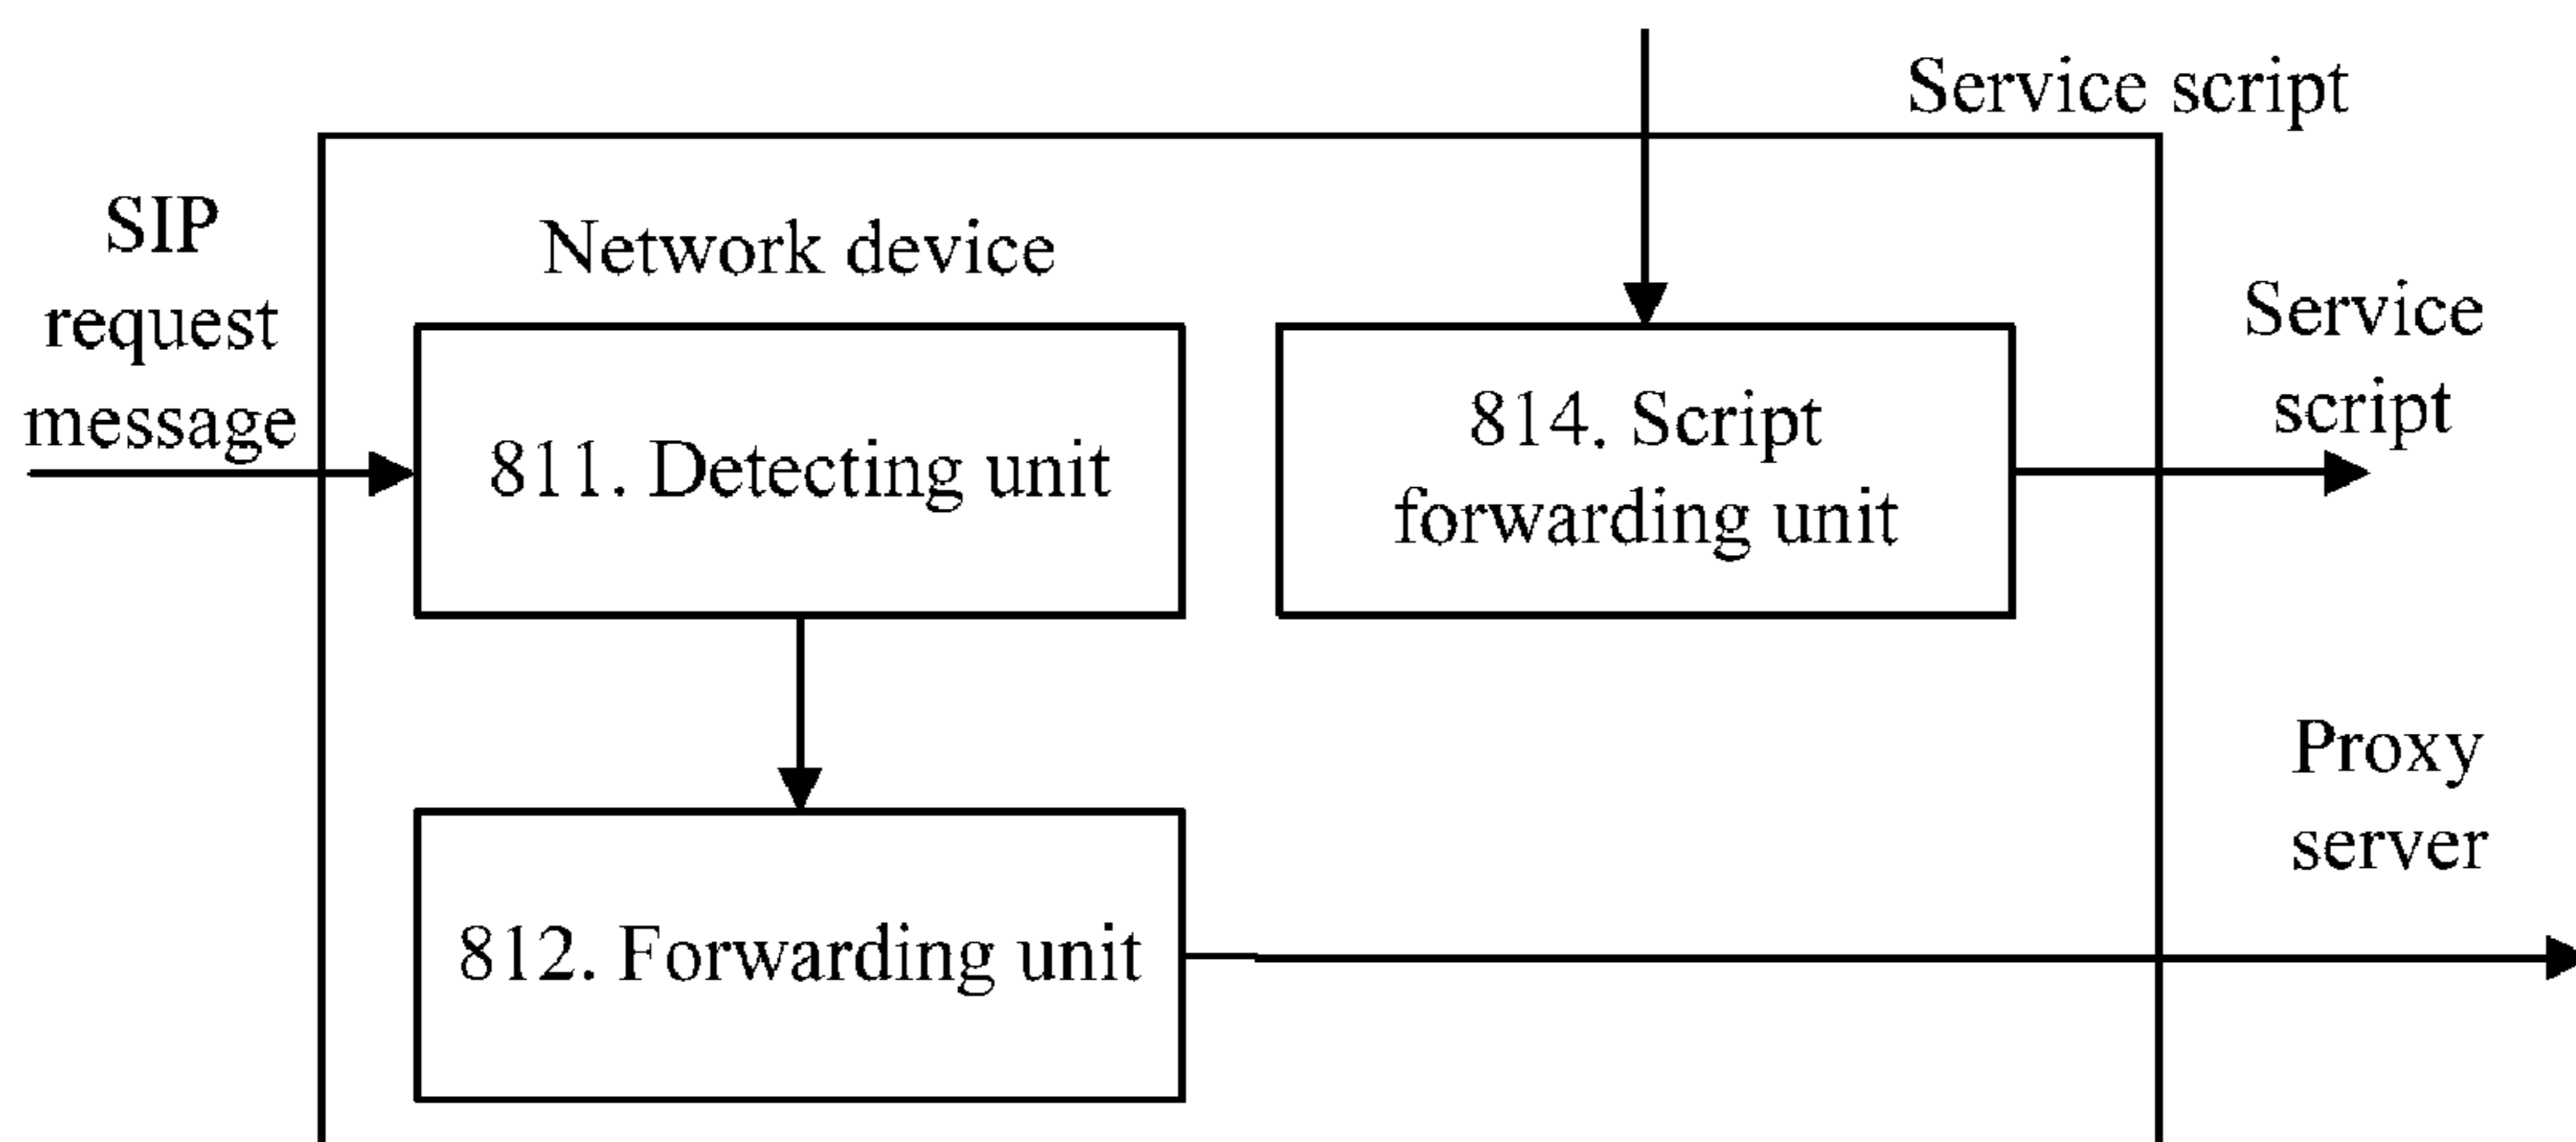 Service script
SIP
request
message
Network device
811. Detecting unit
814. Script
forwarding unit
Service
script
812. Forwarding unit
Proxy
server